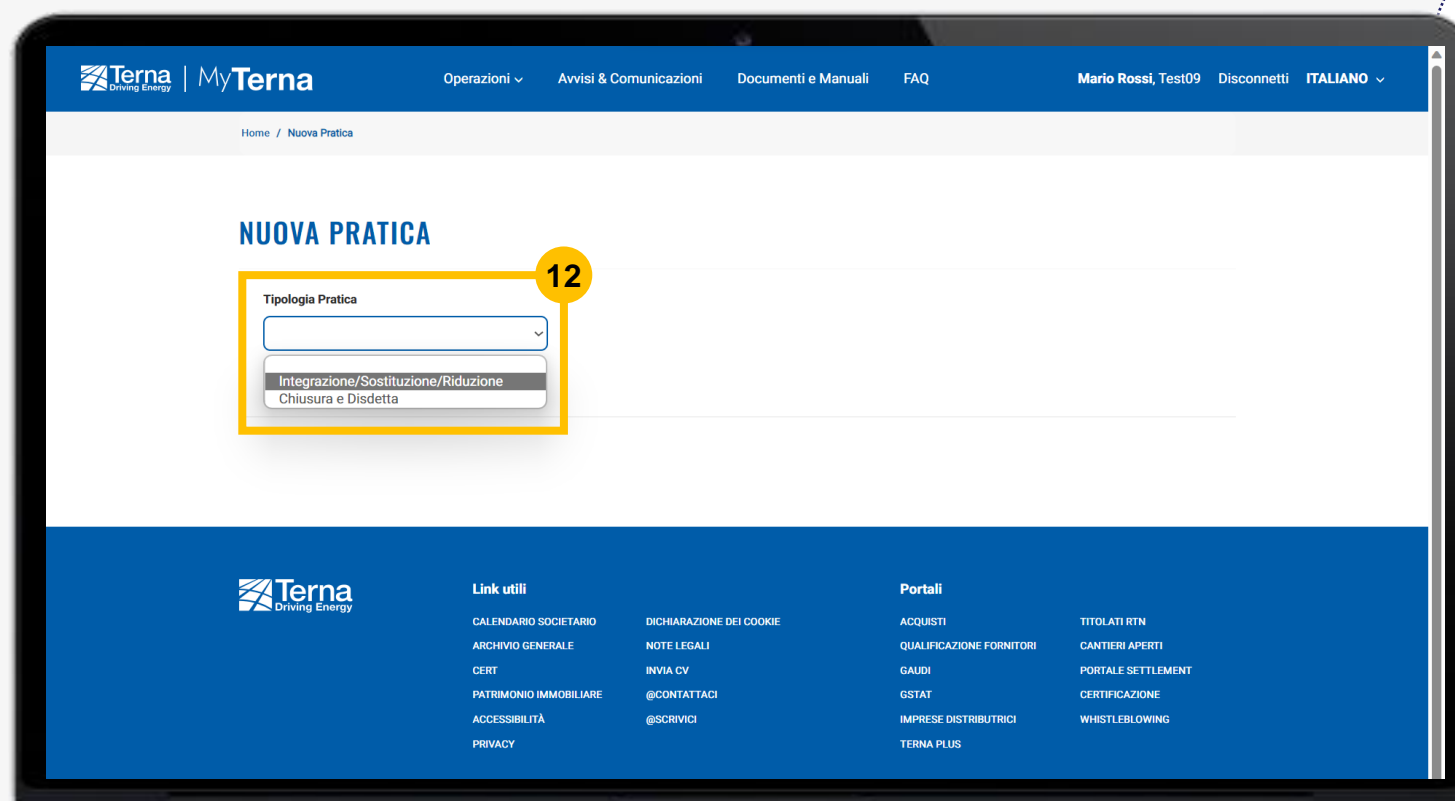 Terna Driving Energy | MyTerna
Operazioni
Avvisi & Comunicazioni
Documenti e Manuali
FAQ
Mario Rossi, Test09
Disconnetti
ITALIANO
Home / Nuova Pratica
NUOVA PRATICA
12
Tipologia Pratica
Integrazione/Sostituzione/Riduzione
Chiusura e Disdetta
Terna
Driving Energy
Link utili
CALENDARIO SOCIETARIO
ARCHIVIO GENERALE
CERT
PATRIMONIO IMMOBILIARE
ACCESSIBILITÀ
PRIVACY
DICHIARAZIONE DEI COOKIE
NOTE LEGALI
INVIA CV
@CONTATTACI
@SCRIVICI
Portali
ACQUISTI
QUALIFICAZIONE FORNITORI
GAUDI
GSTAT
IMPRESE DISTRIBUTRICI
TERNA PLUS
TITOLATI RTN
CANTIERI APERTI
PORTALE SETTLEMENT
CERTIFICAZIONE
WHISTLEBLOWING